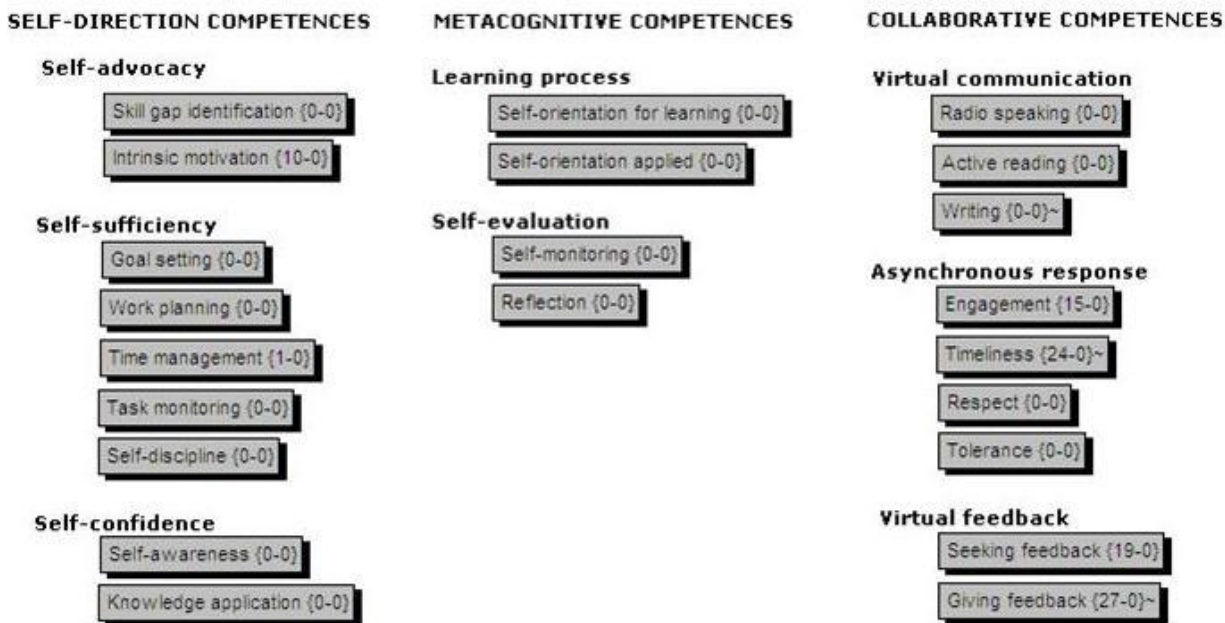 SELF-DIRECTION COMPETENCES
Self-advocacy
Skill gap identification {0-0}
Intrinsic motivation {10-0}
Self-sufficiency
Goal setting {0-0}
Work planning {0-0}
Time management {1-0}
Task monitoring {0-0}
Self-discipline {0-0}
Self-confidence
Self-awareness {0-0}
Knowledge application {0-0}
METACOGNITIVE COMPETENCES
Learning process
Self-orientation for learning {0-0}
Self-orientation applied {0-0}
Self-evaluation
Self-monitoring {0-0}
Reflection {0-0}
COLLABORATIVE COMPETENCES
Virtual communication
Radio speaking {0-0}
Active reading {0-0}
Writing {0-0}~
Asynchronous response
Engagement {15-0}
Timeliness {24-0}~
Respect {0-0}
Tolerance {0-0}
Virtual feedback
Seeking feedback {19-0}
Giving feedback {27-0}~